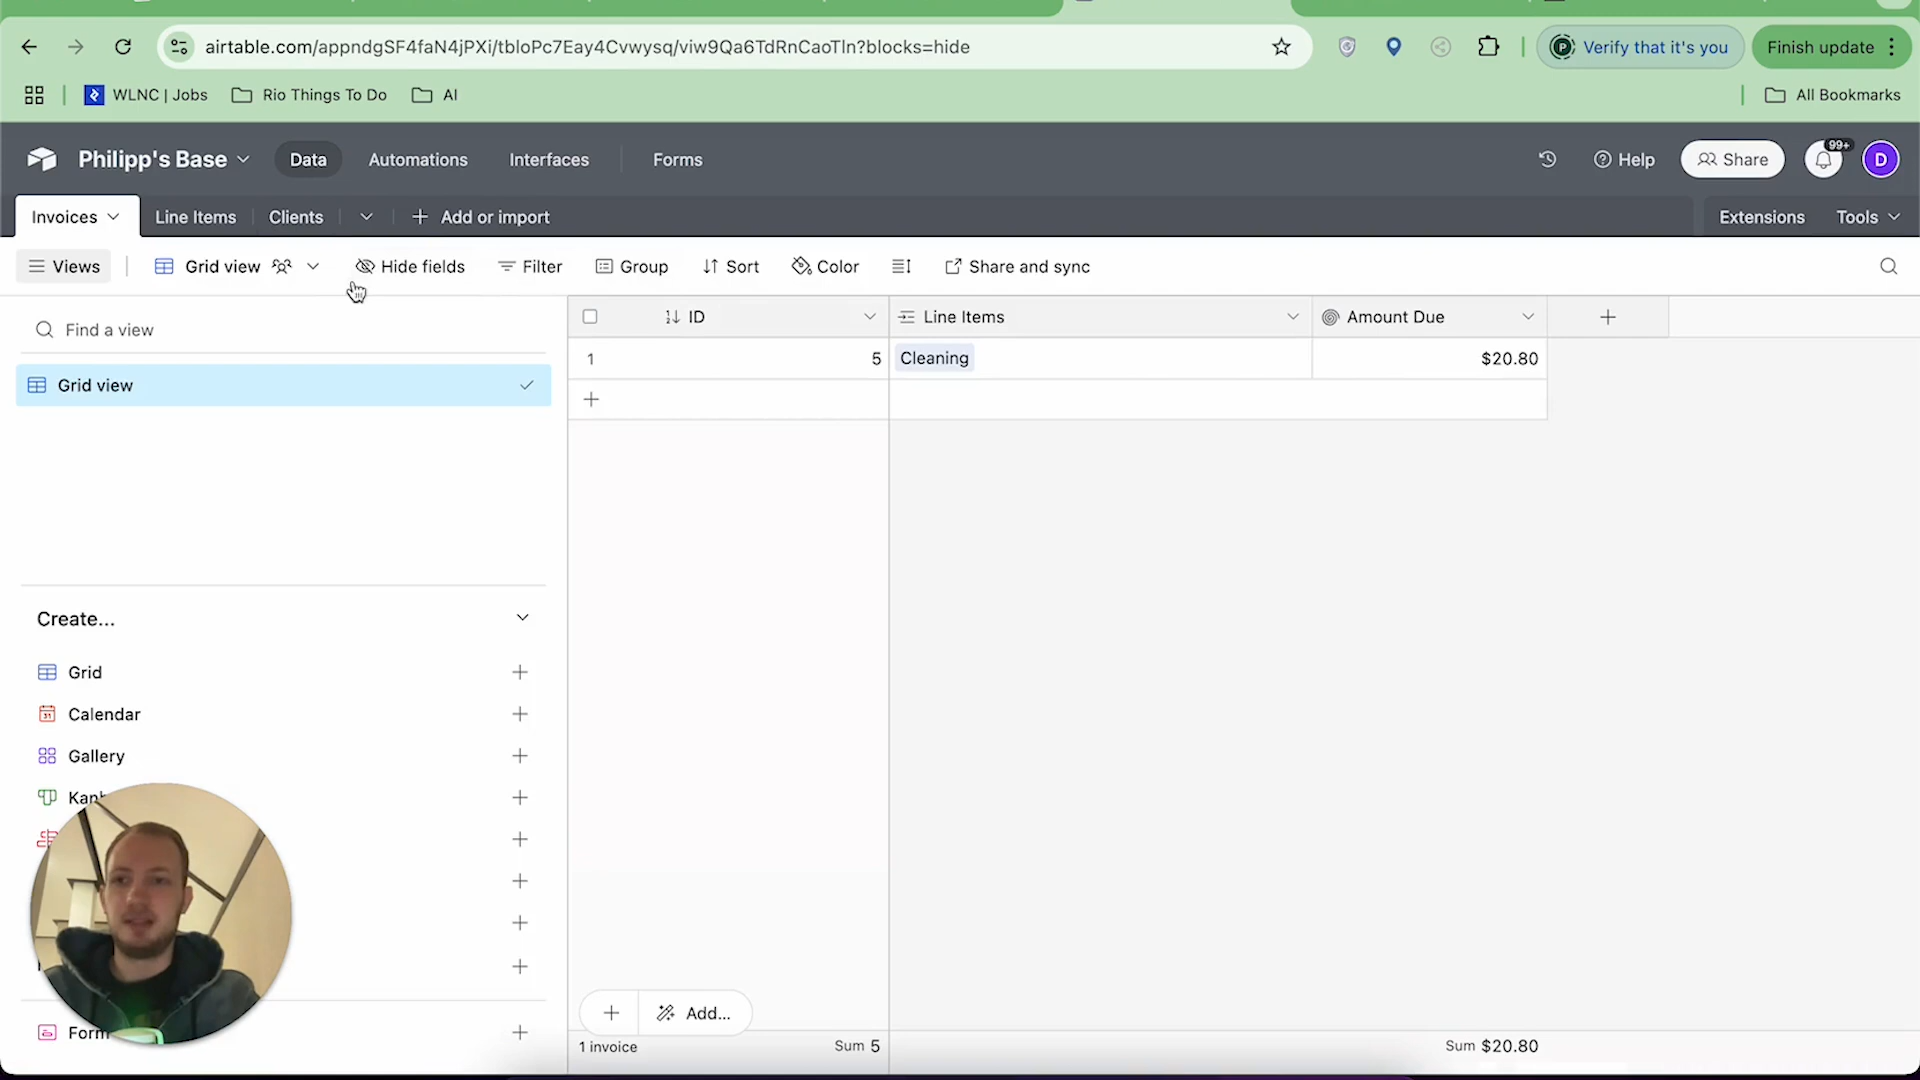 airtable.com/appndgSF4faN4jPXi/tbloPc7Eay4Cvwysq/viw9Qa6TdRnCaoTln?blocks=hide
Verify that it's you
Finish update
WLNC | Jobs
Rio Things To Do
AI
All Bookmarks
Philipp's Base
Data
Automations
Interfaces
Forms
Help
Share
99+
D
Invoices
Line Items
Clients
Add or import
Extensions
Tools
Views
Grid view
Hide fields
Filter
Group
Sort
Color
Share and sync
Find a view
ID
Line Items
Amount Due
1
5
Cleaning
$20.80
Grid view
Create...
Grid
Calendar
Gallery
Form
Add...
1 invoice
Sum 5
Sum $20.80